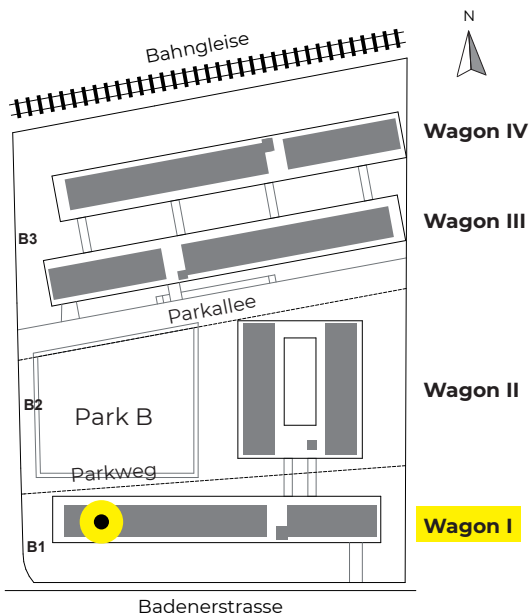 N
Bahngleise
Wagon IV
Wagon III
B3
Parkallee
Wagon II
B2
Park B
Parkweg
Wagon I
B1
Badenerstrasse